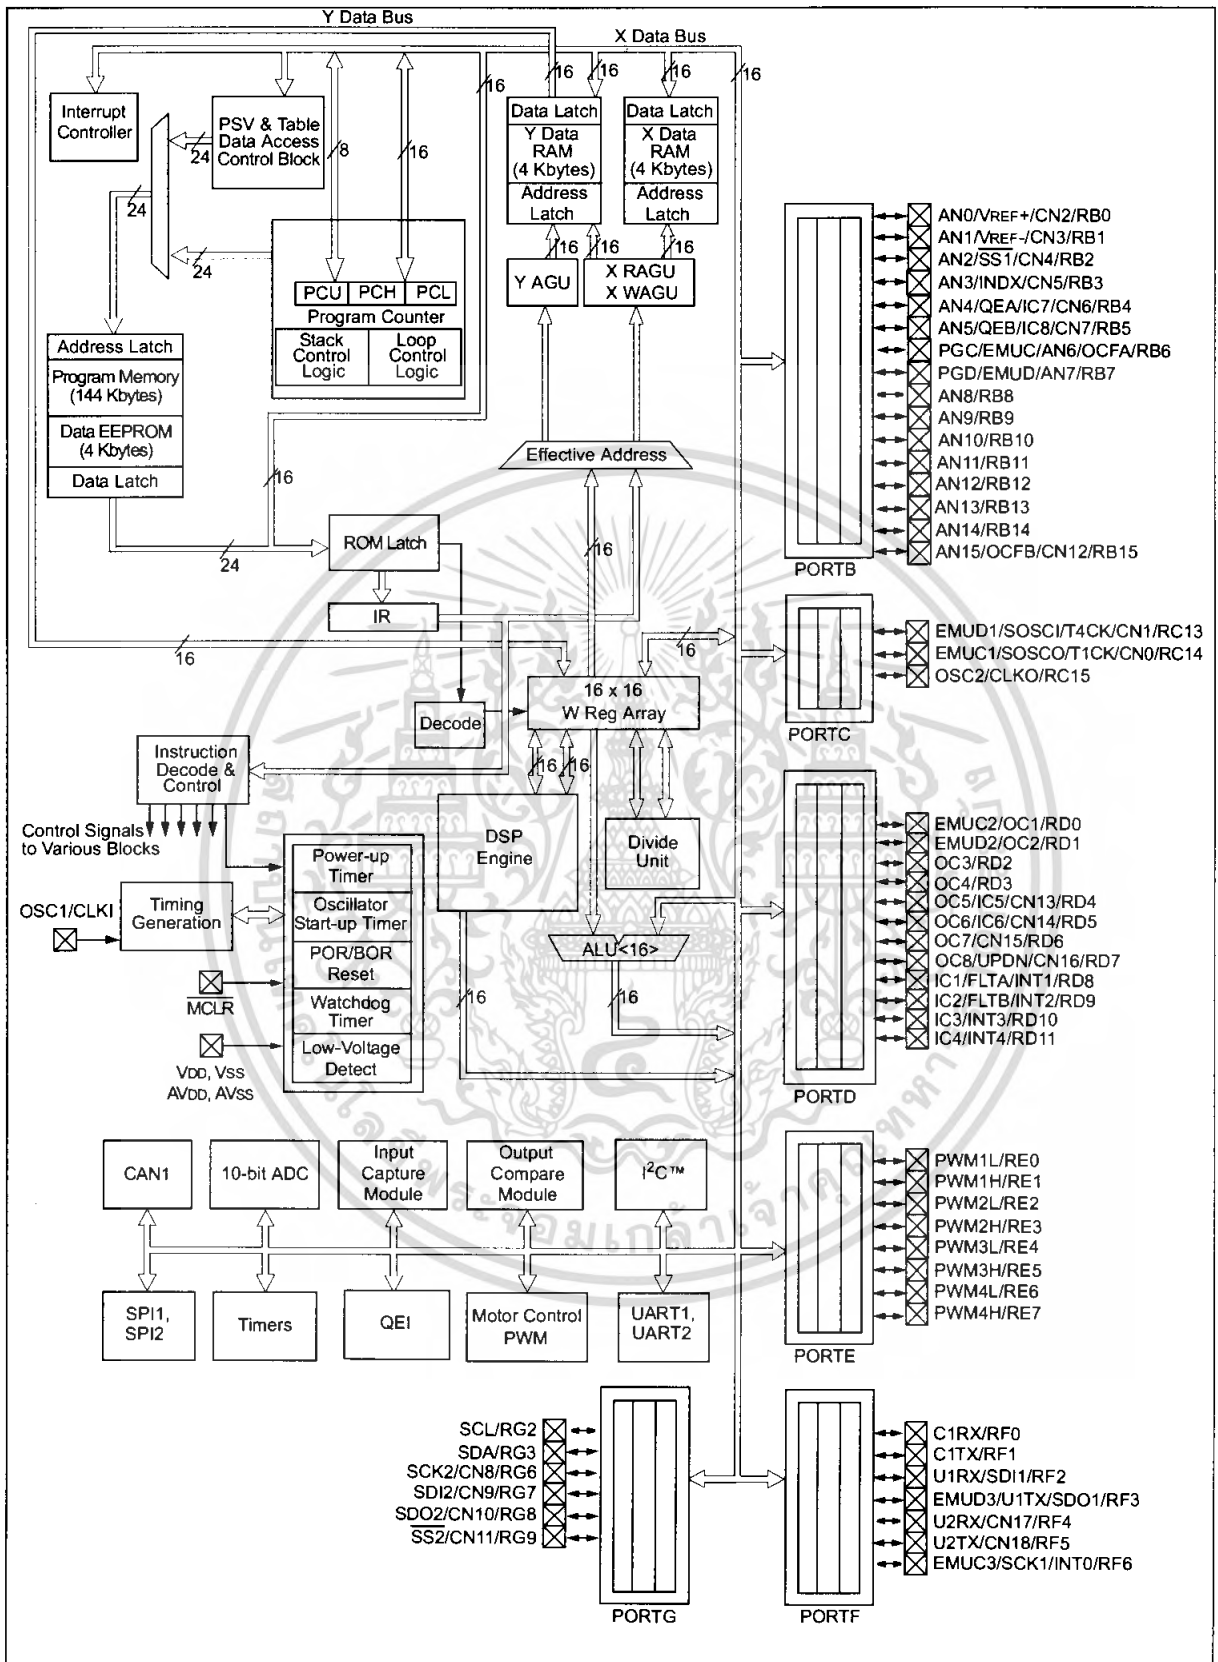 Y Data Bus
X Data Bus
16
16
16
16
16
Interrupt
Controller
PSV & Table
Data Access
Control Block
24
24
24
8
16
Data Latch
Y Data
RAM
(4 Kbytes)
Address
Latch
Data Latch
X Data
RAM
(4 Kbytes)
Address
Latch
16
16
16
Y AGU
X RAGU
X WAGU
PCU PCH PCL
Program Counter
Stack
Control
Logic
Loop
Control
Logic
Address Latch
Program Memory
(144 Kbytes)
Data EEPROM
(4 Kbytes)
Data Latch
Effective Address
16
24
ROM Latch
16
IR
16
16
16 x 16
W Reg Array
Decode
Instruction
Decode &
Control
16
16
DSP
Engine
Divide
Unit
Control Signals
to Various Blocks
Power-up
Timer
Oscillator
Start-up Timer
POR/BOR
Reset
Watchdog
Timer
Low-Voltage
Detect
OSC1/CLKI
Timing
Generation
MCLR
VDD, VSS
AVDD, AVSS
ALU<16>
16
16
CAN1
10-bit ADC
Input
Capture
Module
Output
Compare
Module
I²C™
SPI1,
SPI2
Timers
QEI
Motor Control
PWM
UART1,
UART2
AN0/VREF+/CN2/RB0
AN1/VREF-/CN3/RB1
AN2/SS1/CN4/RB2
AN3/INDX/CN5/RB3
AN4/QEA/IC7/CN6/RB4
AN5/QEB/IC8/CN7/RB5
PGC/EMUC/AN6/OCFA/RB6
PGD/EMUD/AN7/RB7
AN8/RB8
AN9/RB9
AN10/RB10
AN11/RB11
AN12/RB12
AN13/RB13
AN14/RB14
AN15/OCFB/CN12/RB15
PORTB
EMUD1/SOSCI/T4CK/CN1/RC13
EMUC1/SOSCO/T1CK/CN0/RC14
OSC2/CLKO/RC15
PORTC
EMUC2/OC1/RD0
EMUD2/OC2/RD1
OC3/RD2
OC4/RD3
OC5/IC5/CN13/RD4
OC6/IC6/CN14/RD5
OC7/CN15/RD6
OC8/UPDN/CN16/RD7
IC1/FLTA/INT1/RD8
IC2/FLTB/INT2/RD9
IC3/INT3/RD10
IC4/INT4/RD11
PORTD
PWM1L/RE0
PWM1H/RE1
PWM2L/RE2
PWM2H/RE3
PWM3L/RE4
PWM3H/RE5
PWM4L/RE6
PWM4H/RE7
PORTE
SCL/RG2
SDA/RG3
SCK2/CN8/RG6
SDI2/CN9/RG7
SDO2/CN10/RG8
SS2/CN11/RG9
PORTG
C1RX/RF0
C1TX/RF1
U1RX/SDI1/RF2
EMUD3/U1TX/SDO1/RF3
U2RX/CN17/RF4
U2TX/CN18/RF5
EMUC3/SCK1/INT0/RF6
PORTF